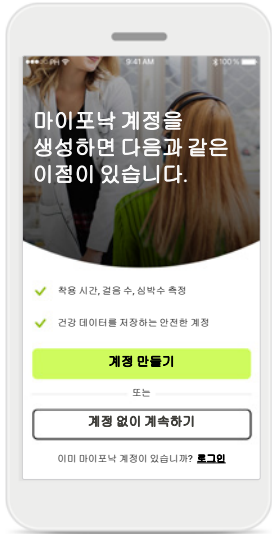 PH 9:41 AM 100%
마이포낙 계정을
생성하면 다음과 같은
이점이 있습니다.
착용 시간, 걸음 수, 심박수 측정
건강 데이터를 저장하는 안전한 계정
계정 만들기
또는
계정 없이 계속하기
이미 마이포낙 계정이 있습니까? 로그인